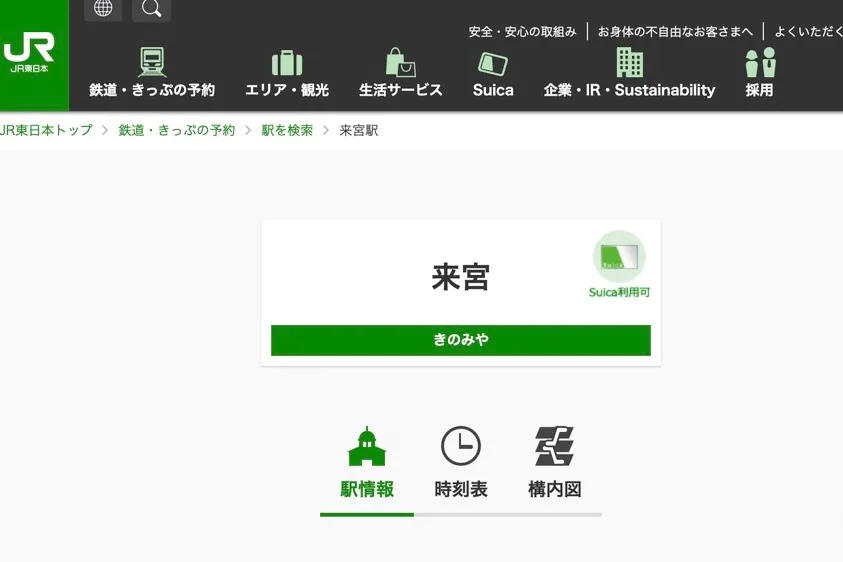 JR
JR東日本
安全・安心の取組み
お身体の不自由なお客さまへ
よくいただく
鉄道・きっぷの予約
エリア・観光
生活サービス
Suica
企業・IR・Sustainability
採用
JR東日本トップ > 鉄道・きっぷの予約 > 駅を検索 > 来宮駅
来宮
Suica
Suica利用可
きのみや
駅情報
時刻表
構内図